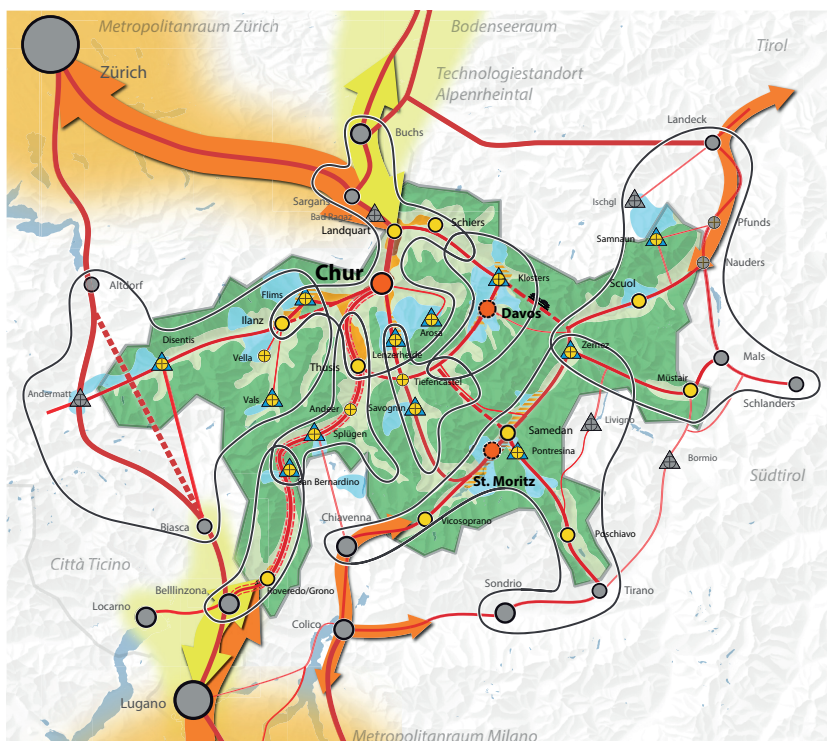 Metropolitanraum Zürich
Bodenseeraum
Tirol
Zürich
Technologiestandort
Alpenrheintal
Landeck
Buchs
Sargans
Bad Ragaz
Landquart
Schiers
Ischgl
Pfunds
Samnaun
Nauders
Chur
Klosters
Scuol
Altdorf
Flims
Davos
Ilanz
Arosa
Disentis
Lenzerheide
Zernez
Vella
Thusis
Mals
Tiefencastel
Müstair
Andermatt
Vals
Andeer
Savognin
Schlanders
Livigno
Splügen
Samedan
Pontresina
Bormio
San Bernardino
St. Moritz
Südtirol
Chiavenna
Vicosoprano
Biasca
Poschiavo
Città Ticino
Belllinzona
Roveredo/Grono
Sondrio
Tirano
Locarno
Colico
Lugano
Metropolitanraum Milano